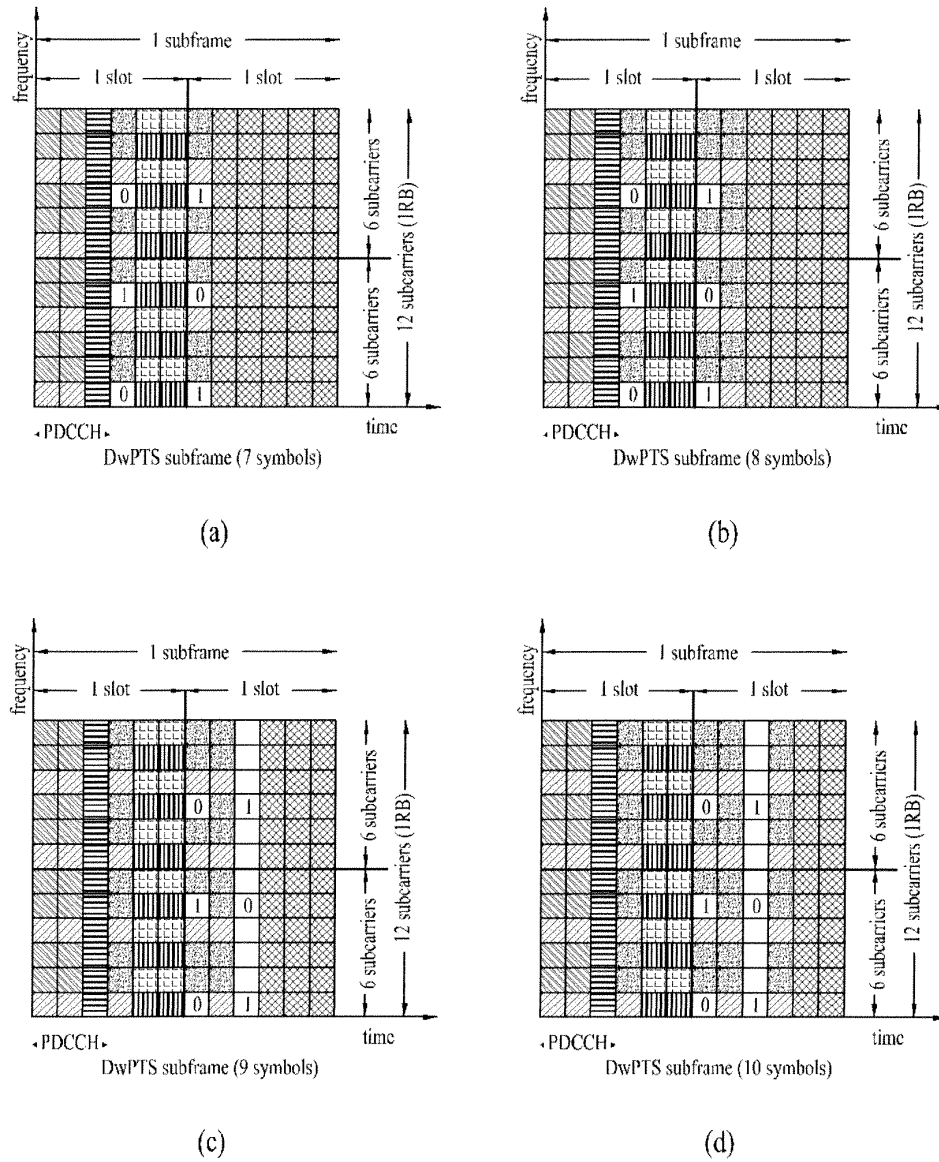 frequency
1 subframe
1 slot
1 slot
0 1
1 0
0 1
6 subcarriers
6 subcarriers
12 subcarriers (1RB)
PDCCH
time
DwPTS subframe (7 symbols)
(a)
frequency
1 subframe
1 slot
1 slot
0 1
1 0
0 1
6 subcarriers
6 subcarriers
12 subcarriers (1RB)
PDCCH
time
DwPTS subframe (8 symbols)
(b)
frequency
1 subframe
1 slot
1 slot
0 1
1 0
0 1
6 subcarriers
6 subcarriers
12 subcarriers (1RB)
PDCCH
time
DwPTS subframe (9 symbols)
(c)
frequency
1 subframe
1 slot
1 slot
0 1
1 0
0 1
6 subcarriers
6 subcarriers
12 subcarriers (1RB)
PDCCH
time
DwPTS subframe (10 symbols)
(d)